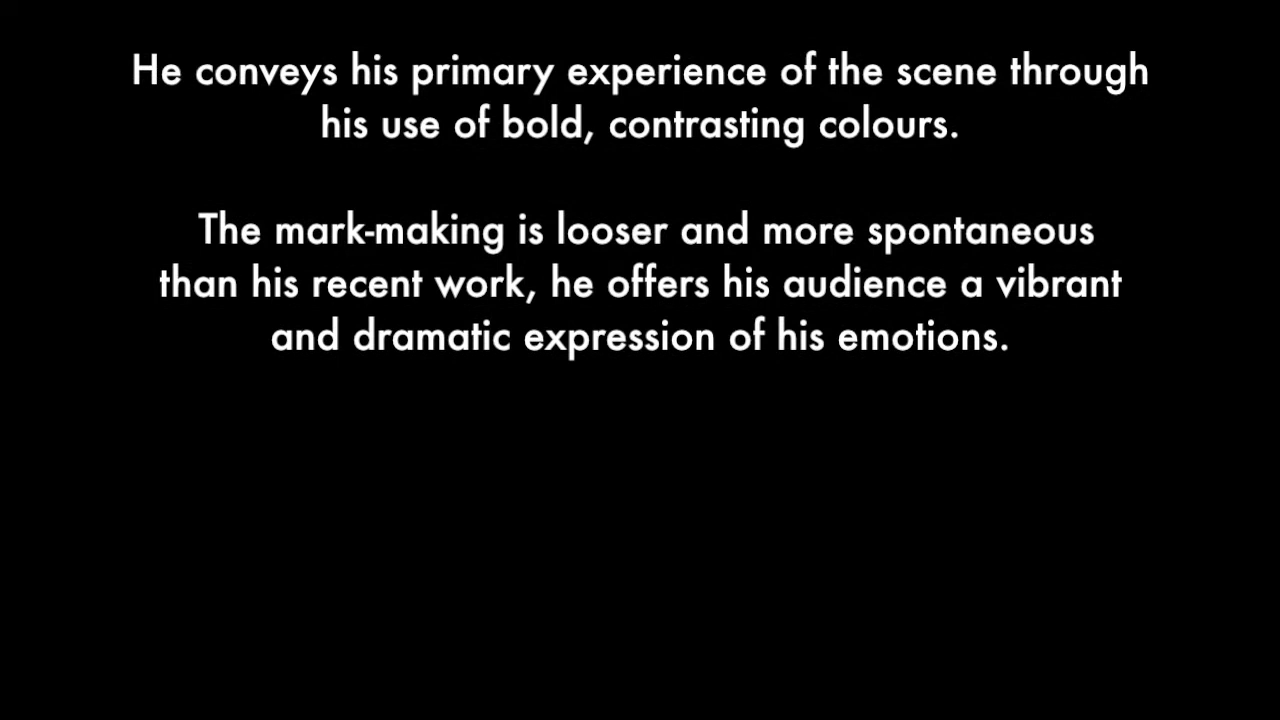 He conveys his primary experience of the scene through
his use of bold, contrasting colours.
The mark-making is looser and more spontaneous
than his recent work, he offers his audience a vibrant
and dramatic expression of his emotions.